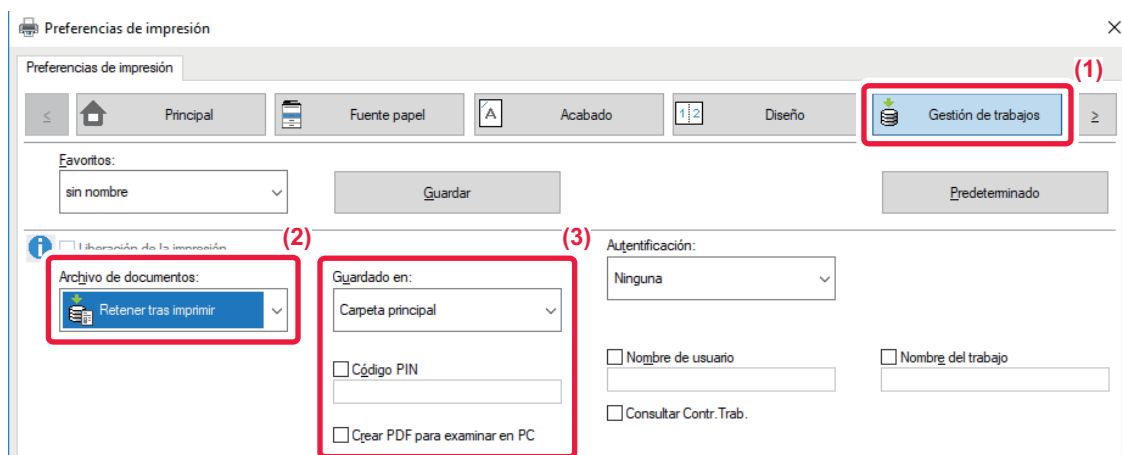 Preferencias de impresión
Preferencias de impresión
(1)
< Principal Fuente papel A Acabado 1 2 Diseño Gestión de trabajos >
Favoritos:
sin nombre Guardar Predeterminado
i Liberación de la impresión (2) (3) Autentificación:
Archivo de documentos: Guardado en: Ninguna
Retener tras imprimir Carpeta principal
Código PIN Nombre de usuario Nombre del trabajo
Consultar Contr.Trab.
Crear PDF para examinar en PC